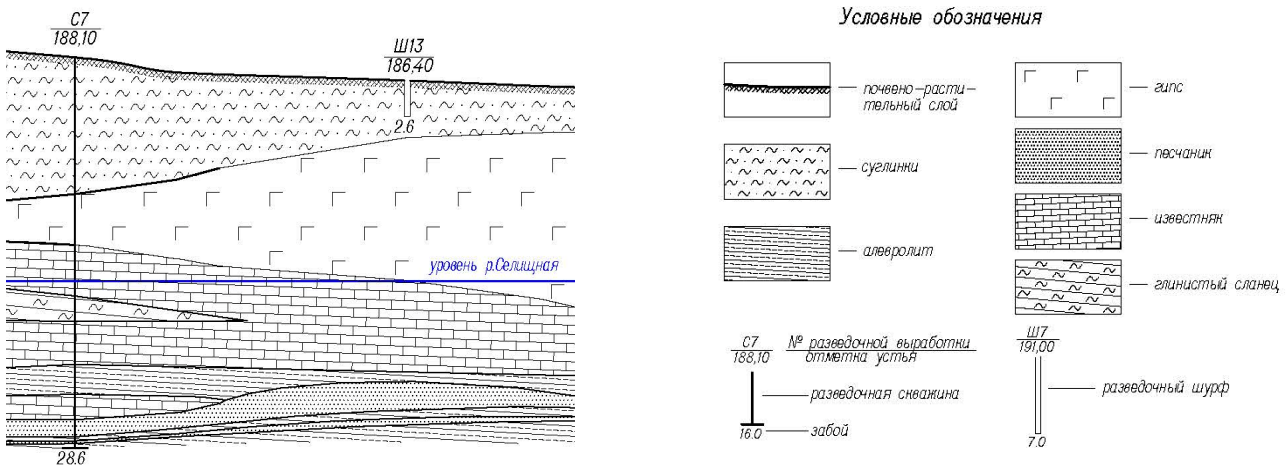 С7
188,10
Ш13
186,40
2.6
уровень р.Селищная
28.6
Условные обозначения
почвено-расти-
тельный слой
суглинки
алевролит
гипс
песчаник
известняк
глинистый сланец
С7
188,10
№ разведочной выработки
отметка устья
разведочная скважина
16.0
забой
Ш7
191,00
разведочный шурф
7.0